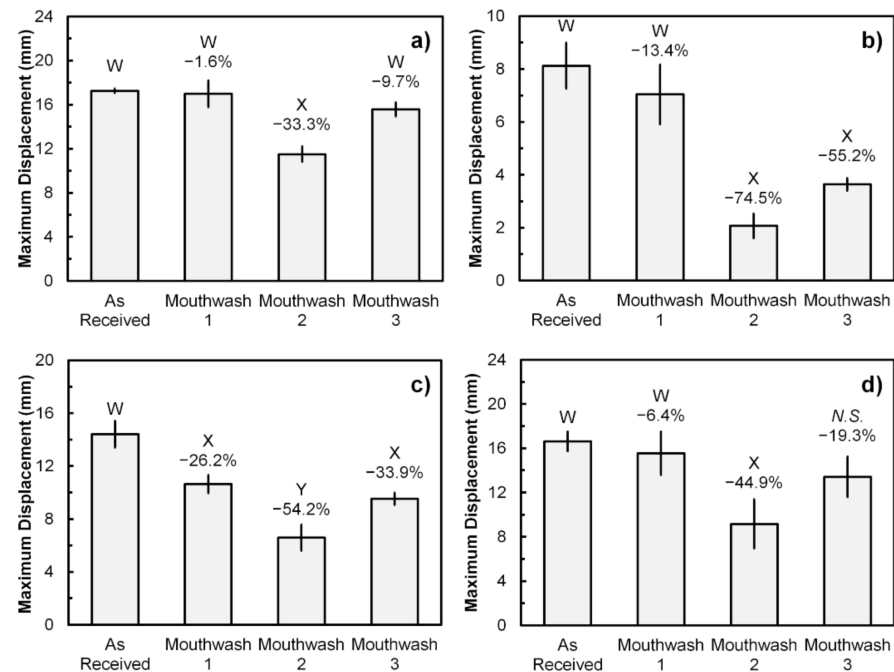 Maximum Displacement (mm)
24
20
16
12
8
4
0
a)
W
W
−1.6%
X
−33.3%
W
−9.7%
As
Received
Mouthwash
1
Mouthwash
2
Mouthwash
3
Maximum Displacement (mm)
10
8
6
4
2
0
b)
W
W
−13.4%
X
−74.5%
X
−55.2%
As
Received
Mouthwash
1
Mouthwash
2
Mouthwash
3
Maximum Displacement (mm)
20
16
12
8
4
0
c)
W
X
−26.2%
Y
−54.2%
X
−33.9%
As
Received
Mouthwash
1
Mouthwash
2
Mouthwash
3
Maximum Displacement (mm)
24
20
16
12
8
4
0
d)
W
W
−6.4%
X
−44.9%
N.S.
−19.3%
As
Received
Mouthwash
1
Mouthwash
2
Mouthwash
3